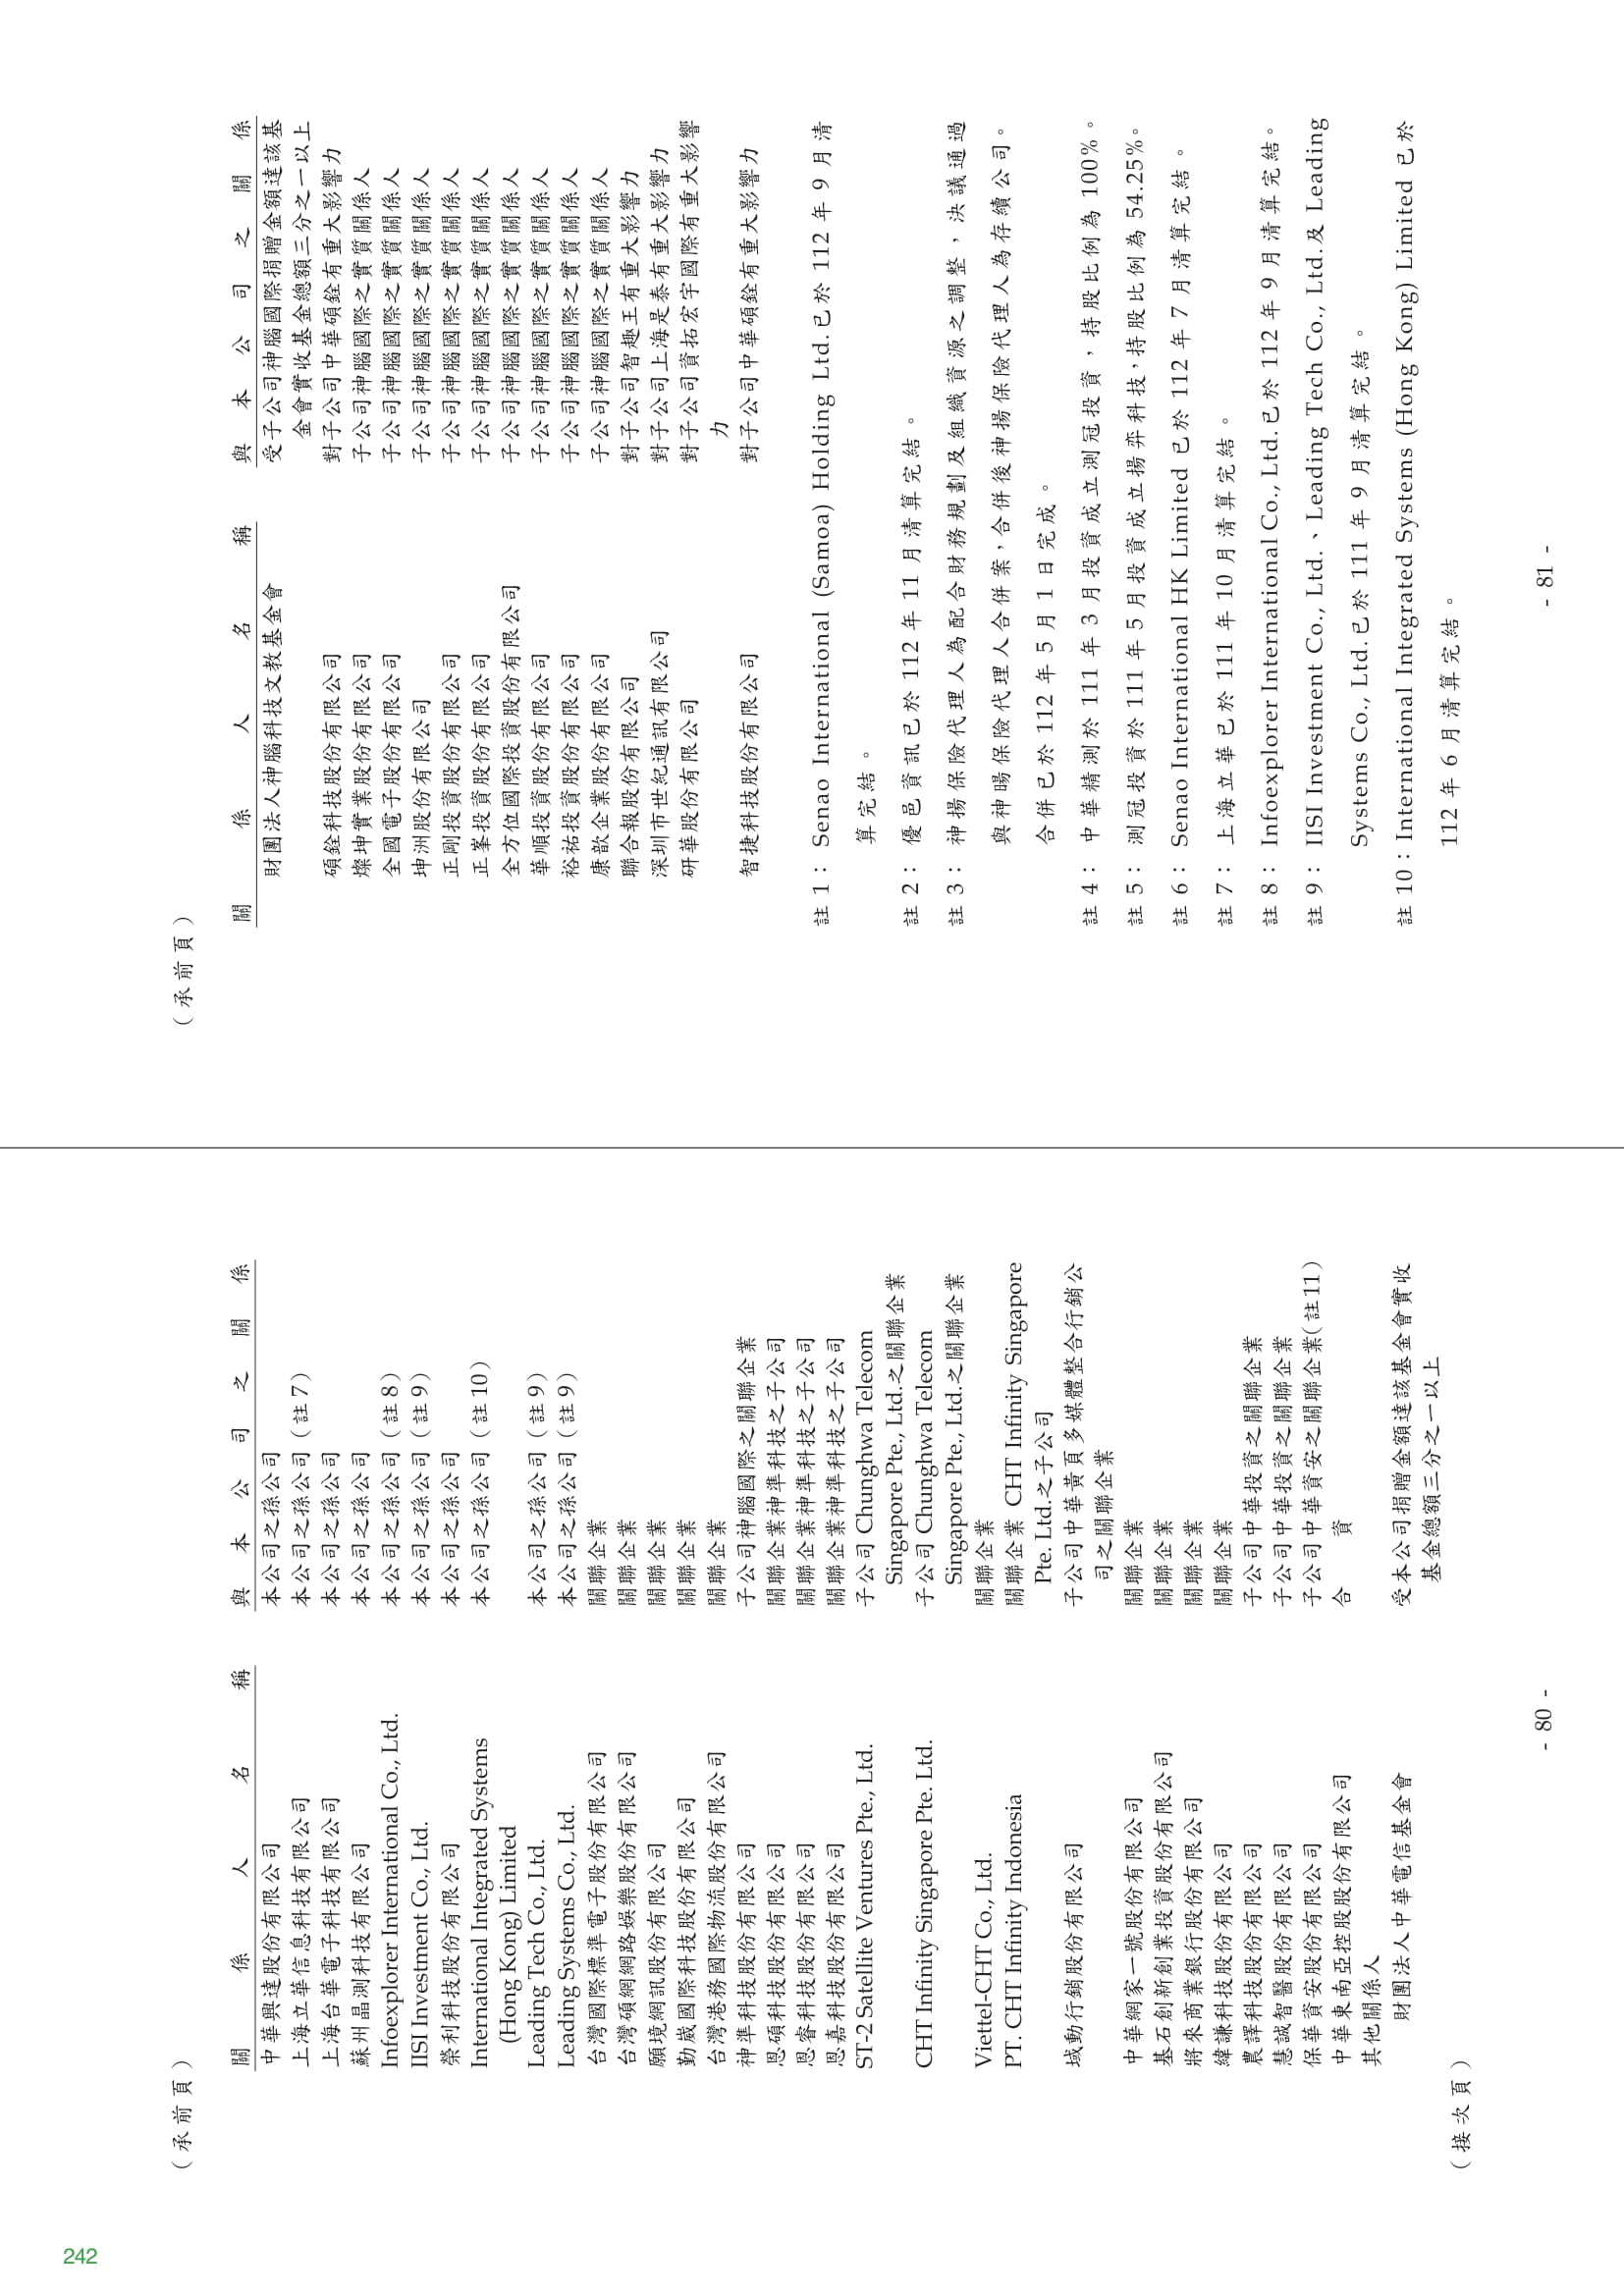 (承前頁)
關係人名稱 與本公司之關係
中華興達股份有限公司 本公司之孫公司
上海立華信息科技有限公司 本公司之孫公司(註7)
上海台華電子科技有限公司 本公司之孫公司
蘇州晶測科技有限公司 本公司之孫公司
Infoexplorer International Co., Ltd. 本公司之孫公司(註8)
IISI Investment Co., Ltd. 本公司之孫公司(註9)
榮利科技股份有限公司 本公司之孫公司
International Integrated Systems 本公司之孫公司(註10)
(Hong Kong) Limited
Leading Tech Co., Ltd. 本公司之孫公司(註9)
Leading Systems Co., Ltd. 本公司之孫公司(註9)
台灣國際標準電子股份有限公司 關聯企業
台灣碩網網路娛樂股份有限公司 關聯企業
願境網訊股份有限公司 關聯企業
勤崴國際科技股份有限公司 關聯企業
台灣港務國際物流股份有限公司 關聯企業
神準科技股份有限公司 子公司神腦國際之關聯企業
恩碩科技股份有限公司 關聯企業神準科技之子公司
恩睿科技股份有限公司 關聯企業神準科技之子公司
恩嘉科技股份有限公司 關聯企業神準科技之子公司
ST-2 Satellite Ventures Pte., Ltd. 子公司 Chunghwa Telecom
Singapore Pte., Ltd.之關聯企業
CHT Infinity Singapore Pte. Ltd. 子公司 Chunghwa Telecom
Singapore Pte., Ltd.之關聯企業
Viettel-CHT Co., Ltd. 關聯企業
PT. CHT Infinity Indonesia 關聯企業 CHT Infinity Singapore
Pte. Ltd.之子公司
域動行銷股份有限公司 子公司中華黃頁多媒體整合行銷公
司之關聯企業
中華網家一號股份有限公司 關聯企業
基石創新創業投資股份有限公司 關聯企業
將來商業銀行股份有限公司 關聯企業
緯謙科技股份有限公司 關聯企業
農譯科技股份有限公司 子公司中華投資之關聯企業
慧誠智醫股份有限公司 子公司中華投資之關聯企業
保華資安股份有限公司 子公司中華資安之關聯企業(註11)
中華東南亞控股股份有限公司 合資
其他關係人
財團法人中華電信基金會 受本公司捐贈金額達該基金會實收
基金總額三分之一以上
(接次頁)
- 80 -
(承前頁)
關係人名稱 與本公司之關係
財團法人神腦科技文教基金會 受子公司神腦國際捐贈金額達該基
金會實收基金總額三分之一以上
碩銓科技股份有限公司 對子公司中華碩銓有重大影響力
燦坤實業股份有限公司 子公司神腦國際之實質關係人
全國電子股份有限公司 子公司神腦國際之實質關係人
坤洲股份有限公司 子公司神腦國際之實質關係人
正剛投資股份有限公司 子公司神腦國際之實質關係人
正峯投資股份有限公司 子公司神腦國際之實質關係人
全方位國際投資股份有限公司 子公司神腦國際之實質關係人
華順投資股份有限公司 子公司神腦國際之實質關係人
裕祐投資股份有限公司 子公司神腦國際之實質關係人
康歆企業股份有限公司 子公司神腦國際之實質關係人
聯合報股份有限公司 對子公司智趣王有重大影響力
深圳市世紀通訊有限公司 對子公司上海是泰有重大影響力
研華股份有限公司 對子公司資拓宏宇國際有重大影響
力
智捷科技股份有限公司 對子公司中華碩銓有重大影響力
註 1： Senao International (Samoa) Holding Ltd.已於 112 年 9 月清
算完結。
註 2： 優邑資訊已於 112 年 11 月清算完結。
註 3： 神揚保險代理人為配合財務規劃及組織資源之調整，決議通過
與神暘保險代理人合併案，合併後神揚保險代理人為存續公司。
合併已於 112 年 5 月 1 日完成。
註 4： 中華精測於 111 年 3 月投資成立測冠投資，持股比例為 100%。
註 5： 測冠投資於 111 年 5 月投資成立揚弈科技，持股比例為 54.25%。
註 6： Senao International HK Limited 已於 112 年 7 月清算完結。
註 7： 上海立華已於 111 年 10 月清算完結。
註 8： Infoexplorer International Co., Ltd.已於 112 年 9 月清算完結。
註 9： IISI Investment Co., Ltd.、Leading Tech Co., Ltd.及 Leading
Systems Co., Ltd.已於 111 年 9 月清算完結。
註 10：International Integrated Systems (Hong Kong) Limited 已於
112 年 6 月清算完結。
- 81 -
242